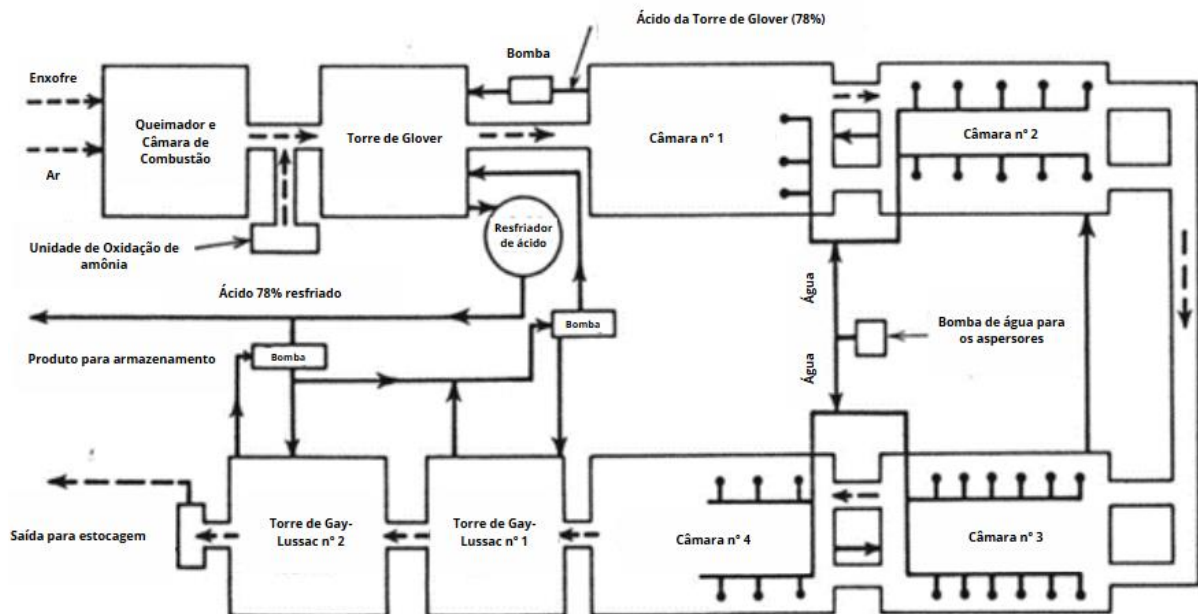 Ácido da Torre de Glover (78%)
Bomba
Enxofre
Ar
Queimador e
Câmara de
Combustão
Torre de Glover
Câmara nº 1
Câmara nº 2
Unidade de Oxidação de
amônia
Resfriador
de ácido
Ácido 78% resfriado
Bomba
Água
Bomba de água para
os aspersores
Produto para armazenamento
Bomba
Água
Saída para estocagem
Torre de Gay-
Lussac nº 2
Torre de Gay-
Lussac nº 1
Câmara nº 4
Câmara nº 3